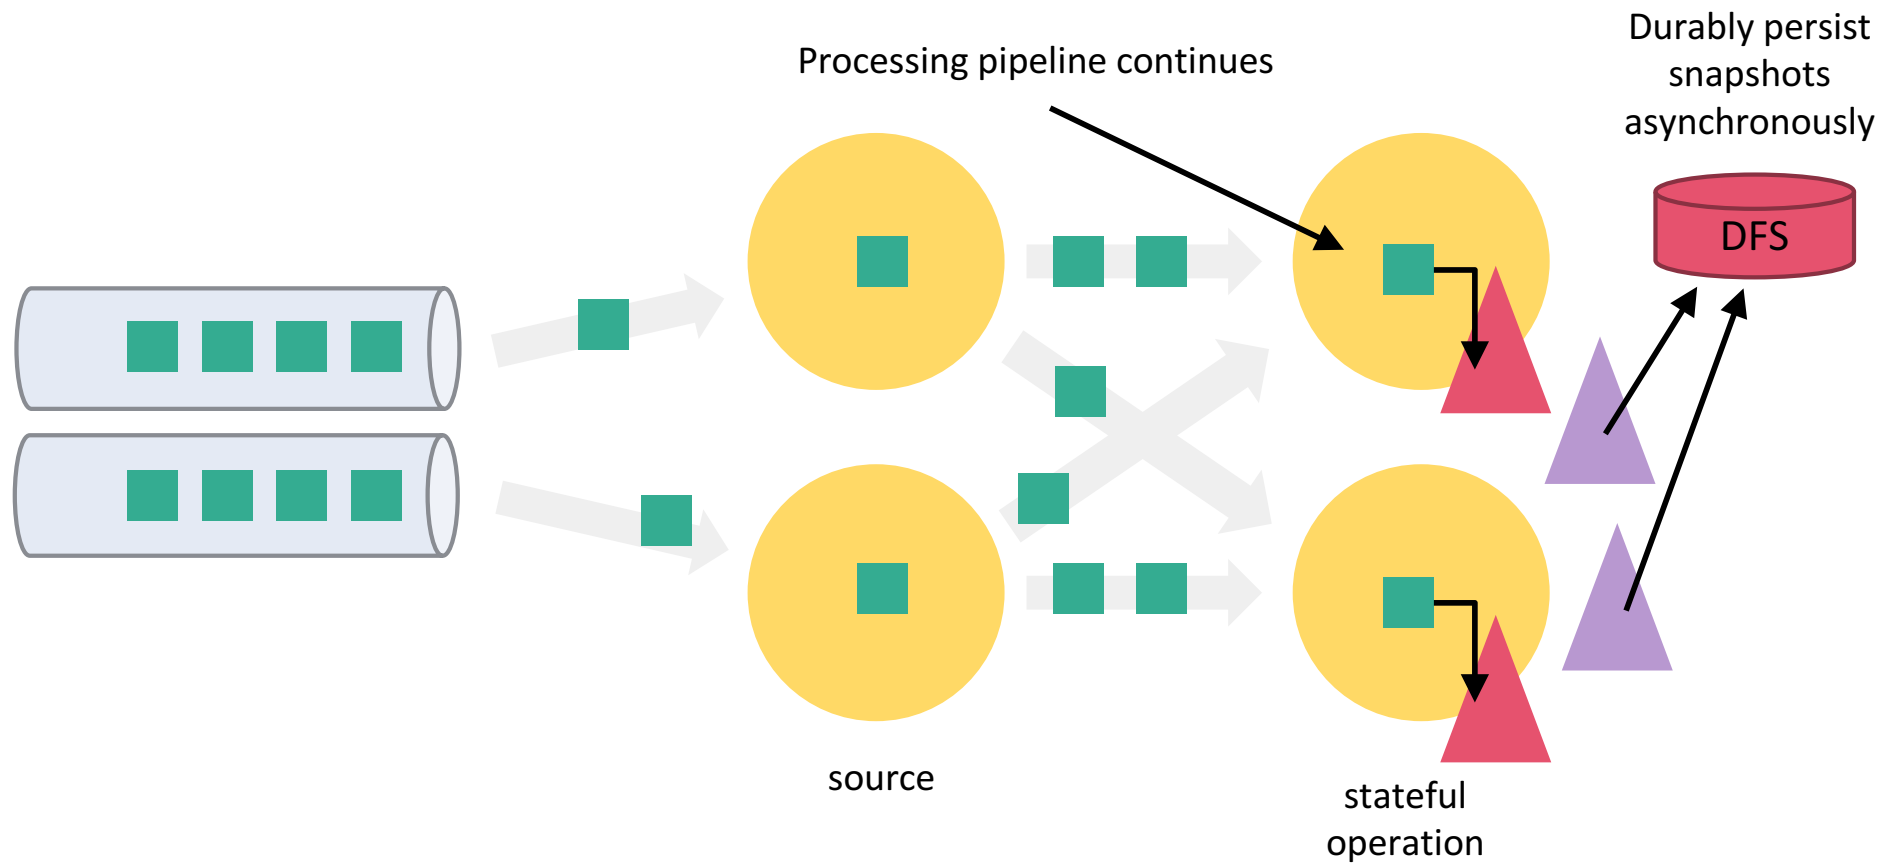 Processing pipeline continues
Durably persist
snapshots
asynchronously
DFS
source
stateful
operation